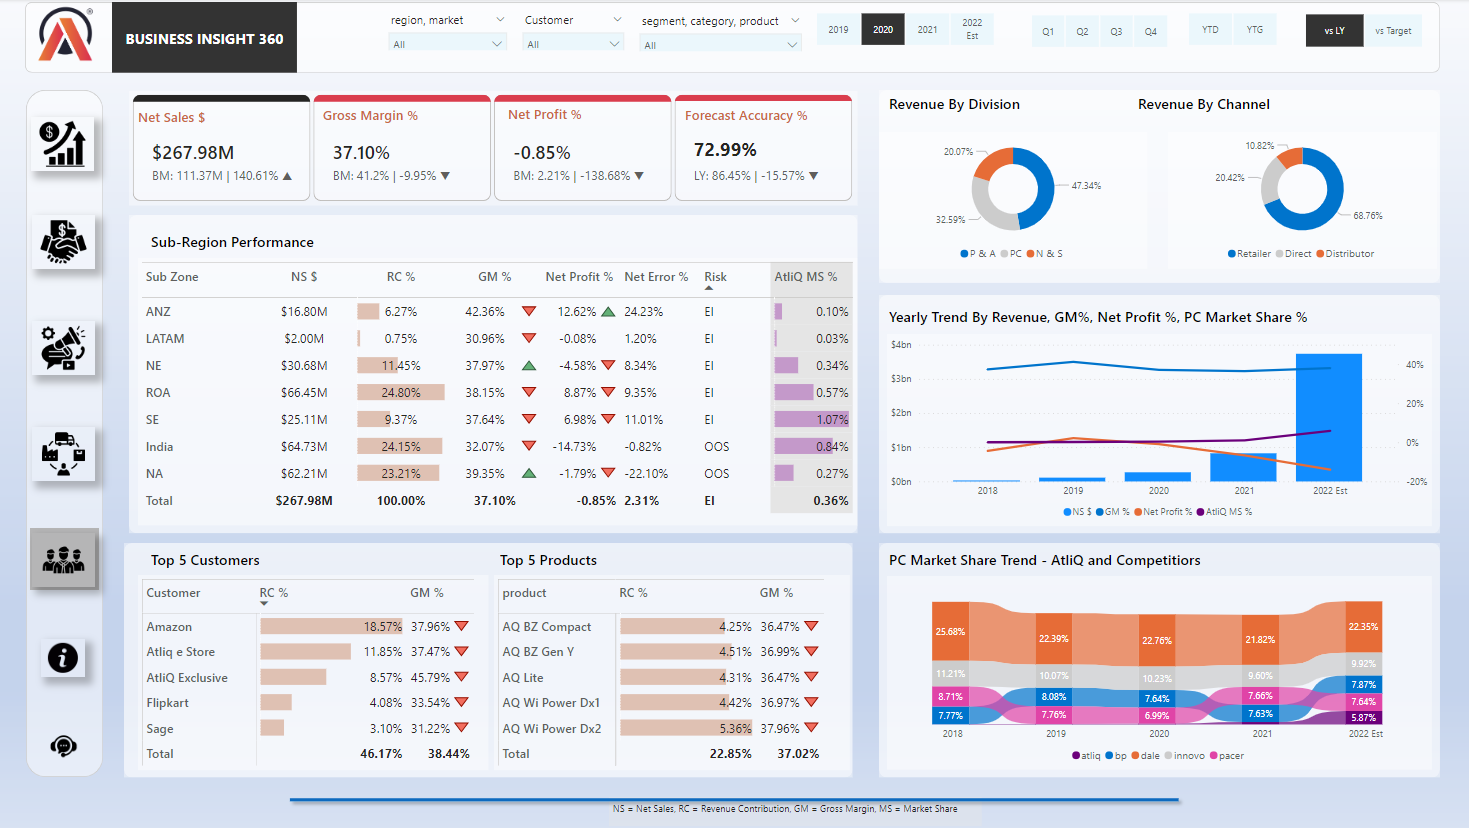 BUSINESS INSIGHT 360
region, market
All
Customer
All
segment, category, product
All
2019
2020
2021
2022 Est
Q1
Q2
Q3
Q4
YTD
YTG
vs LY
vs Target
Net Sales $
$267.98M
BM: 111.37M | 140.61%
Gross Margin %
37.10%
BM: 41.2% | -9.95%
Net Profit %
-0.85%
BM: 2.21% | -138.68%
Forecast Accuracy %
72.99%
LY: 86.45% | -15.57%
Revenue By Division
20.07%
47.34%
32.59%
P & A PC N & S
Revenue By Channel
10.82%
20.42%
68.76%
Retailer Direct Distributor
Sub-Region Performance
Sub Zone NS $ RC % GM % Net Profit % Net Error % Risk AtliQ MS %
ANZ $16.80M 6.27% 42.36% 12.62% 24.23% EI 0.10%
LATAM $2.00M 0.75% 30.96% -0.08% 1.20% EI 0.03%
NE $30.68M 11.45% 37.97% -4.58% 8.34% EI 0.34%
ROA $66.45M 24.80% 38.15% 8.87% 9.35% EI 0.57%
SE $25.11M 9.37% 37.64% 6.98% 11.01% EI 1.07%
India $64.73M 24.15% 32.07% -14.73% -0.82% OOS 0.84%
NA $62.21M 23.21% 39.35% -1.79% -22.10% OOS 0.27%
Total $267.98M 100.00% 37.10% -0.85% 2.31% EI 0.36%
Yearly Trend By Revenue, GM%, Net Profit %, PC Market Share %
$4bn
$3bn
$2bn
$1bn
$0bn
40%
20%
0%
-20%
2018 2019 2020 2021 2022 Est
NS $ GM % Net Profit % AtliQ MS %
Top 5 Customers
Customer RC % GM %
Amazon 18.57% 37.96%
Atliq e Store 11.85% 37.47%
AtliQ Exclusive 8.57% 45.79%
Flipkart 4.08% 33.54%
Sage 3.10% 31.22%
Total 46.17% 38.44%
Top 5 Products
product RC % GM %
AQ BZ Compact 4.25% 36.47%
AQ BZ Gen Y 4.51% 36.99%
AQ Lite 4.31% 36.47%
AQ Wi Power Dx1 4.42% 36.97%
AQ Wi Power Dx2 5.36% 37.96%
Total 22.85% 37.02%
PC Market Share Trend - AtliQ and Competitiors
25.68% 22.39% 22.76% 21.82% 22.35%
11.21% 10.07% 10.23% 9.60% 9.92%
8.71% 8.08% 7.64% 7.66% 7.87%
7.77% 7.76% 6.99% 7.63% 7.64%
5.87%
2018 2019 2020 2021 2022 Est
atliq bp dale innovo pacer
NS = Net Sales, RC = Revenue Contribution, GM = Gross Margin, MS = Market Share